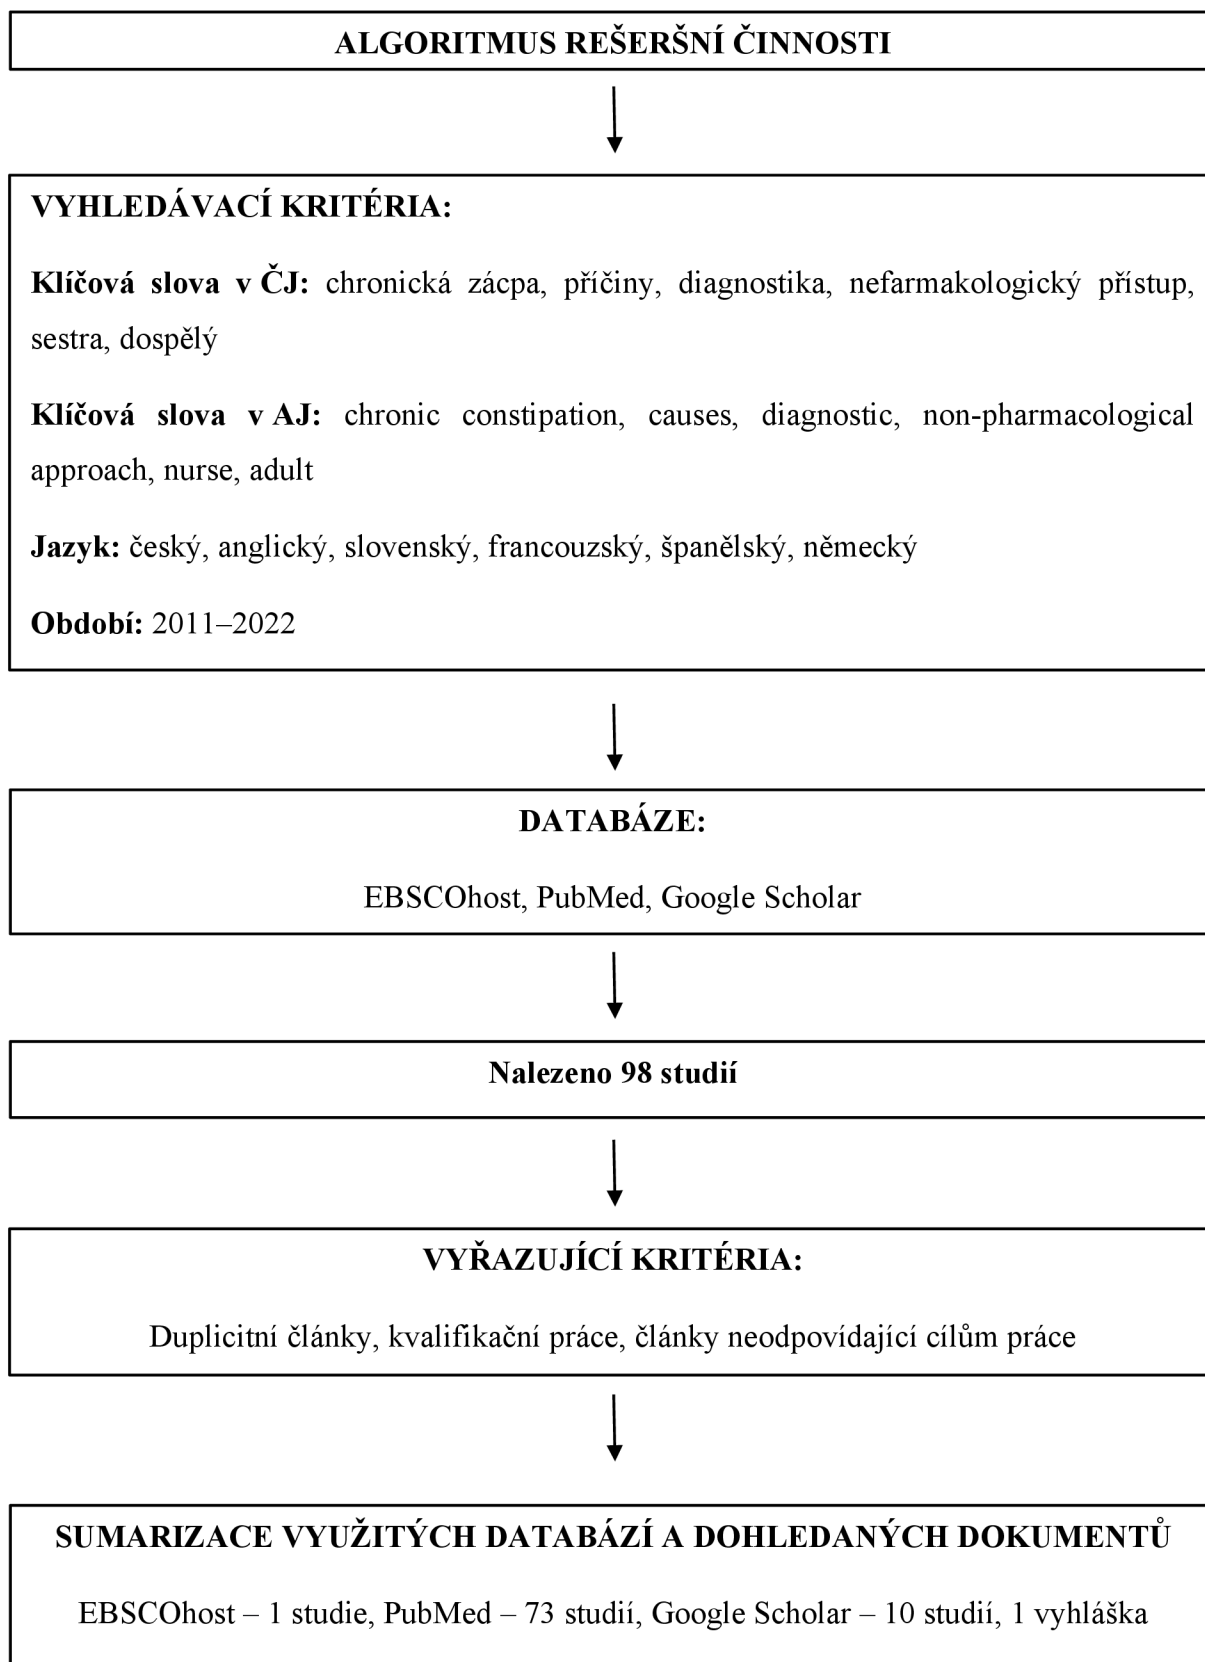 ALGORITMUS REŠERŠNÍ ČINNOSTI
VYHLEDÁVACÍ KRITÉRIA:
Klíčová slova v ČJ: chronická zácpa, příčiny, diagnostika, nefarmakologický přístup,
sestra, dospělý
Klíčová slova v AJ: chronic constipation, causes, diagnostic, non-pharmacological
approach, nurse, adult
Jazyk: český, anglický, slovenský, francouzský, španělský, německý
Období: 2011–2022
DATABÁZE:
EBSCOhost, PubMed, Google Scholar
Nalezeno 98 studií
VYŘAZUJÍCÍ KRITÉRIA:
Duplicitní články, kvalifikační práce, články neodpovídající cílům práce
SUMARIZACE VYUŽITÝCH DATABÁZÍ A DOHLEDANÝCH DOKUMENTŮ
EBSCOhost – 1 studie, PubMed – 73 studií, Google Scholar – 10 studií, 1 vyhláška